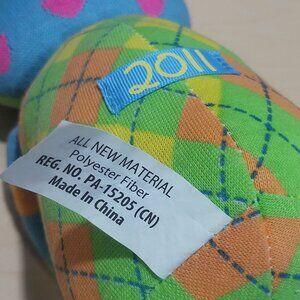 2011
ALL NEW MATERIAL
Polyester Fiber
REG. NO. PA-15205 (CN)
Made In China